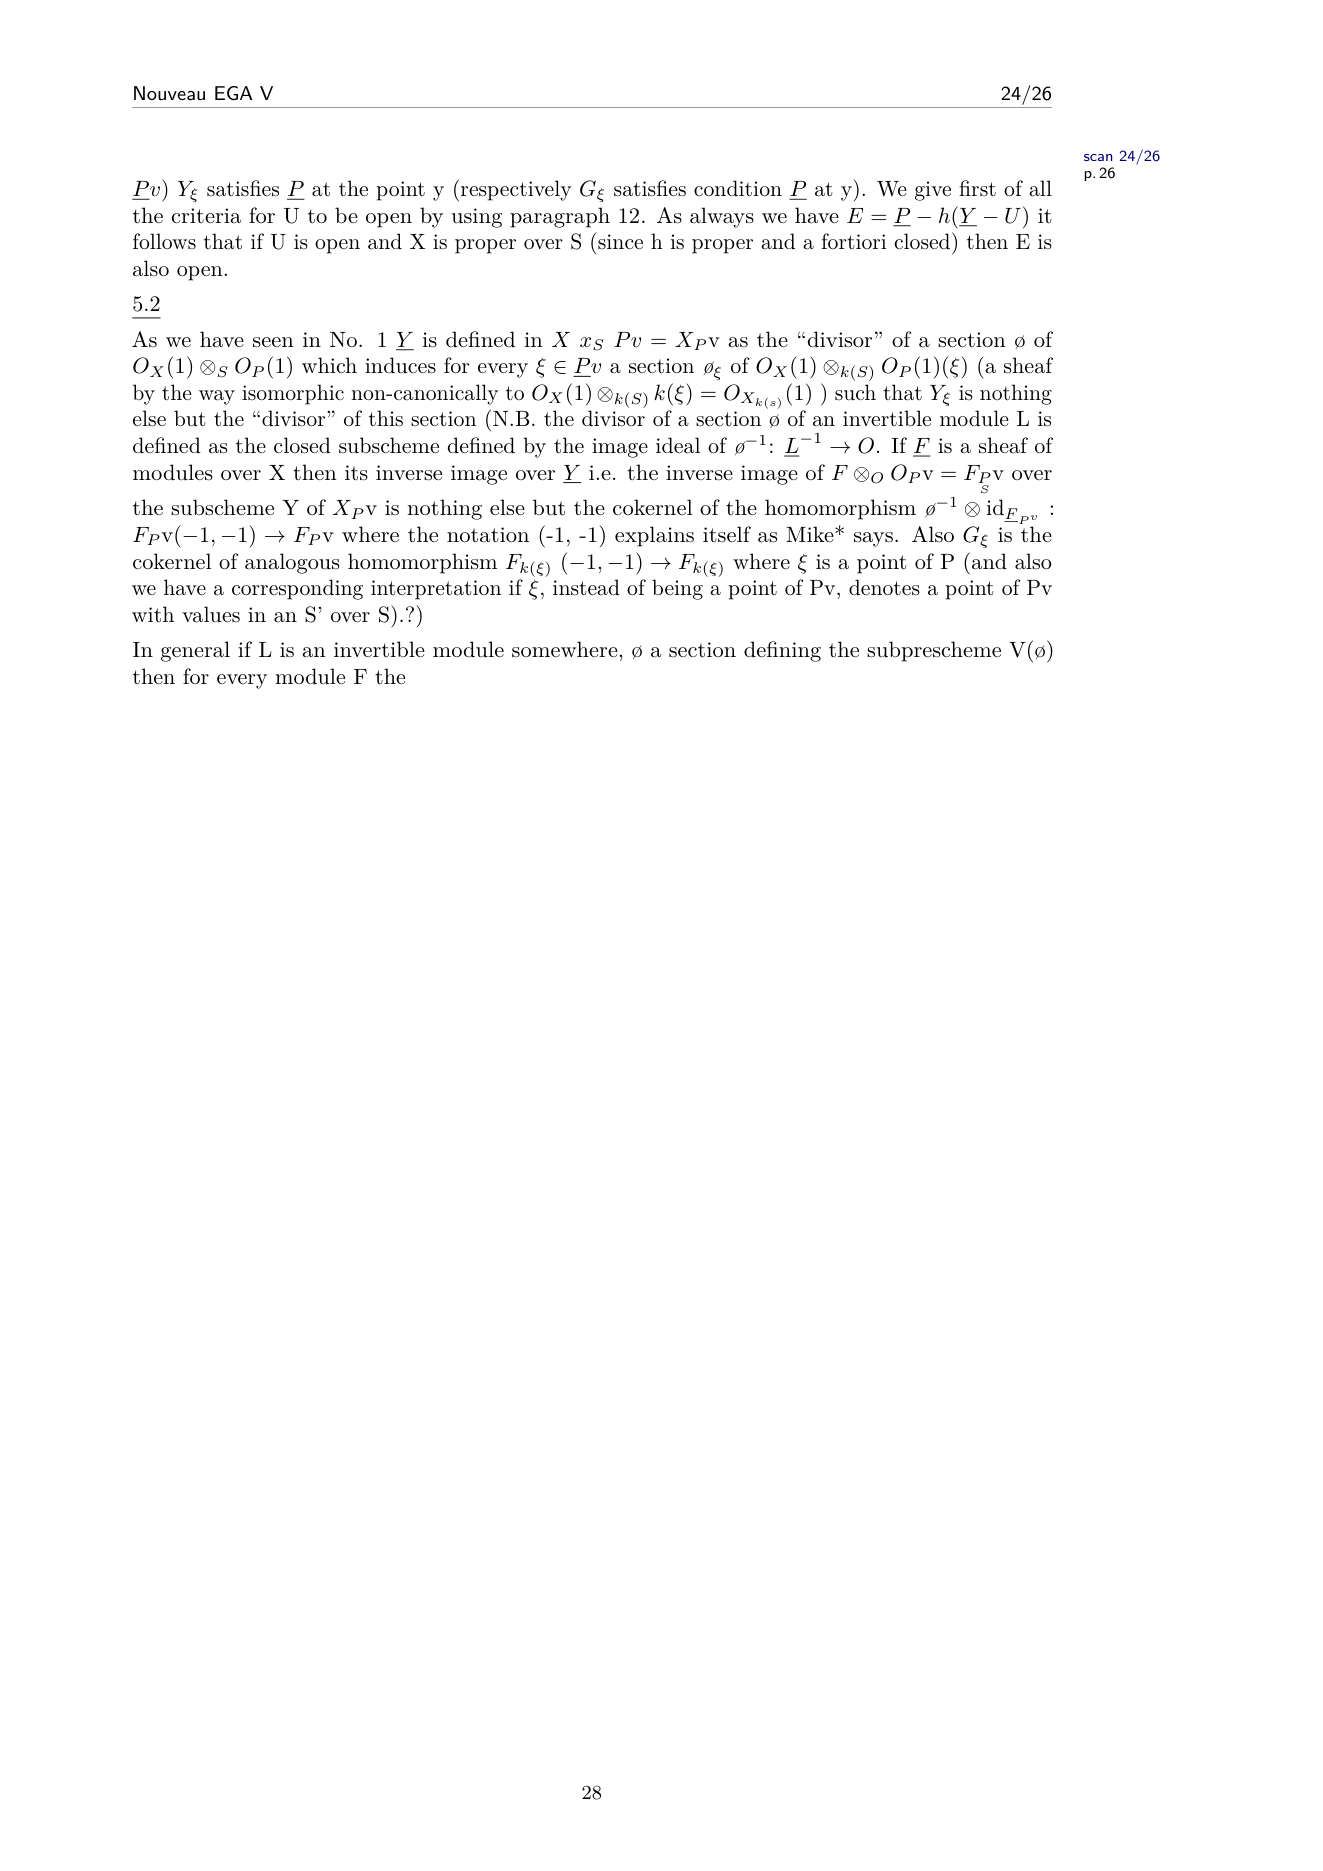 Nouveau EGA V 24/26
scan 24/26
p. 26
P̲v) Y_ξ satisfies P̲ at the point y (respectively G_ξ satisfies condition P̲ at y). We give first of all
the criteria for U to be open by using paragraph 12. As always we have E = P̲ − h(Y̲ − U) it
follows that if U is open and X is proper over S (since h is proper and a fortiori closed) then E is
also open.
5.2
As we have seen in No. 1 Y̲ is defined in X x_S Pv = X_Pv as the “divisor” of a section ø of
O_X(1) ⊗_S O_P(1) which induces for every ξ ∈ P̲v a section ø_ξ of O_X(1) ⊗_{k(S)} O_P(1)(ξ) (a sheaf
by the way isomorphic non-canonically to O_X(1) ⊗_{k(S)} k(ξ) = O_{X_{k(s)}}(1) ) such that Y_ξ is nothing
else but the “divisor” of this section (N.B. the divisor of a section ø of an invertible module L is
defined as the closed subscheme defined by the image ideal of ø^{−1}: L̲^{−1} → O. If F̲ is a sheaf of
modules over X then its inverse image over Y̲ i.e. the inverse image of F ⊗_O O_Pv = F_{P_S}v over
the subscheme Y of X_Pv is nothing else but the cokernel of the homomorphism ø^{−1} ⊗ id_{F̲_{P^v}} :
F_Pv(−1, −1) → F_Pv where the notation (-1, -1) explains itself as Mike* says. Also G_ξ is the
cokernel of analogous homomorphism F_{k(ξ)} (−1, −1) → F_{k(ξ)} where ξ is a point of P (and also
we have a corresponding interpretation if ξ, instead of being a point of Pv, denotes a point of Pv
with values in an S’ over S).?)
In general if L is an invertible module somewhere, ø a section defining the subprescheme V(ø)
then for every module F the
28